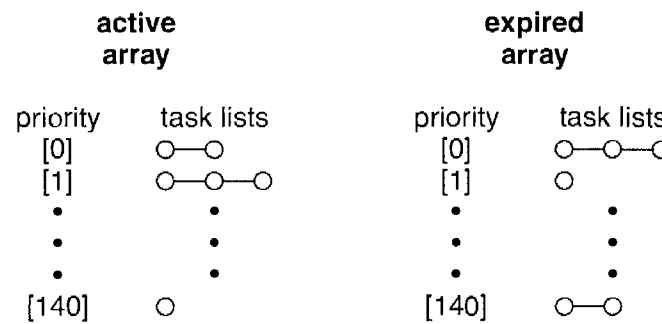 active
array
priority task lists
[0]
[1]
[140]
expired
array
priority task lists
[0]
[1]
[140]